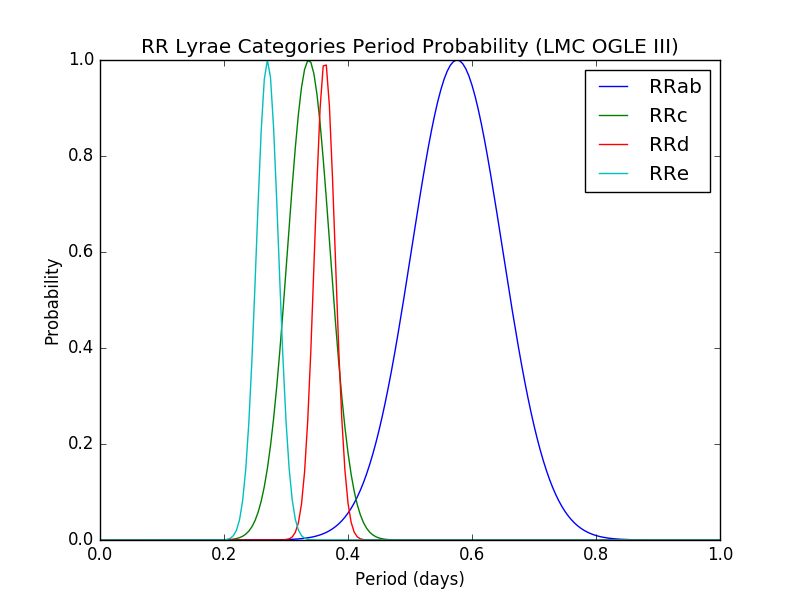 RR Lyrae Categories Period Probability (LMC OGLE III)
1.0
0.8
0.6
0.4
0.2
0.0
Probability
RRab
RRc
RRd
RRe
0.0 0.2 0.4 0.6 0.8 1.0
Period (days)